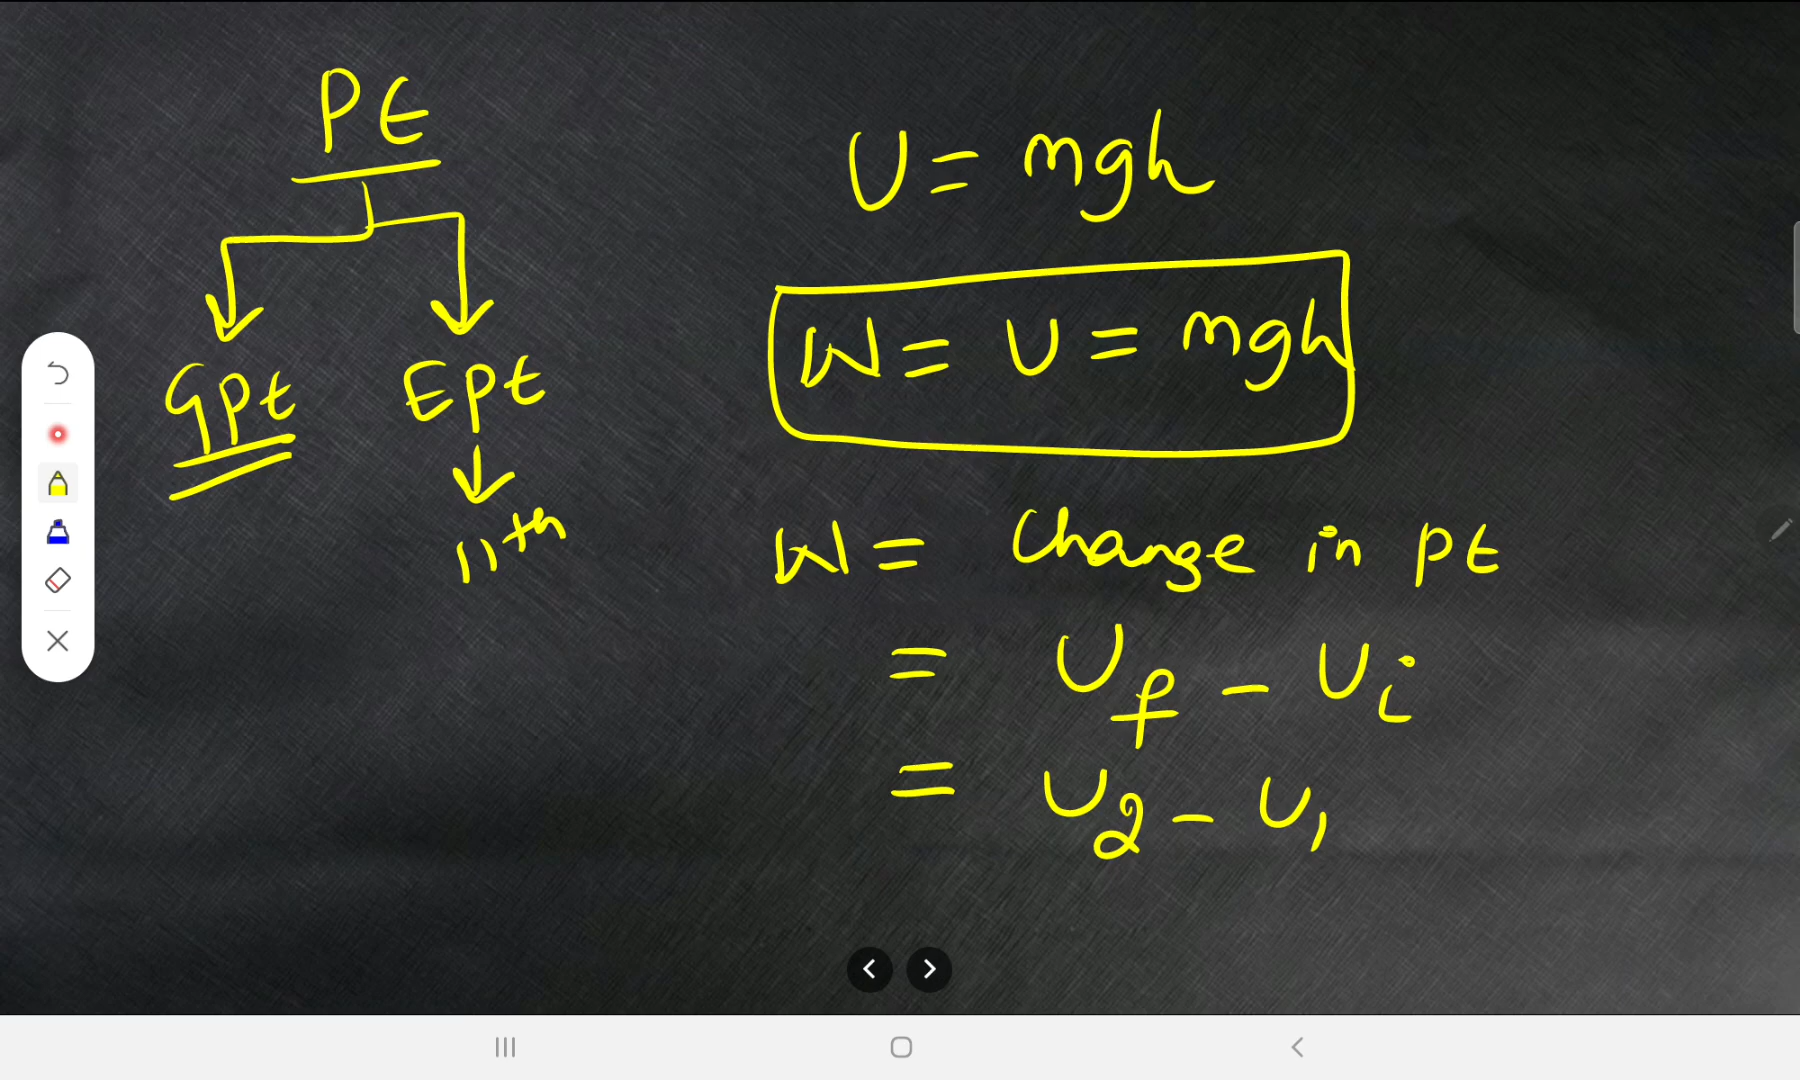 PE
GPE
EPE
11th
U = mgh
W = U = mgh
W = Change in PE
= Uf - Ui
= U2 - U1